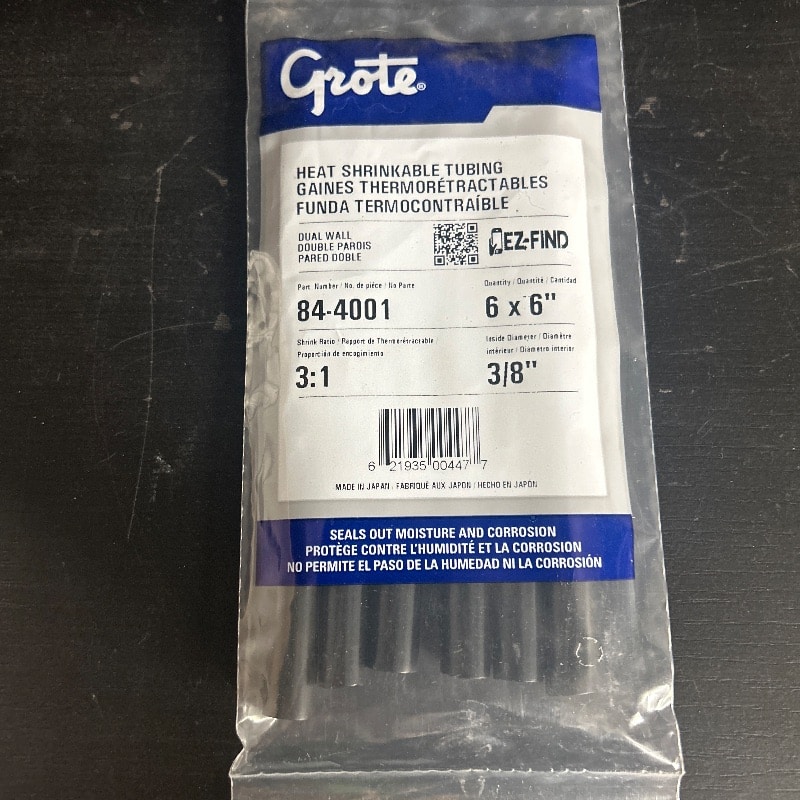 Grote®
HEAT SHRINKABLE TUBING
GAINES THERMORÉTRACTABLES
FUNDA TERMOCONTRAÍBLE
DUAL WALL
DOUBLE PAROIS
PARED DOBLE
EZ-FIND
Part Number / No. de pièce / No Parte
84-4001
Quantity / Quantité / Cantidad
6 x 6"
Shrink Ratio / Rapport de Thermo-rétractable
Proporción de encogimiento
3:1
Inside Diameter / Diamètre
intérieur / Diámetro interior
3/8"
6 21935 00447 7
MADE IN JAPAN / FABRIQUÉ AUX JAPON / HECHO EN JAPÓN
SEALS OUT MOISTURE AND CORROSION
PROTÈGE CONTRE L'HUMIDITÉ ET LA CORROSION
NO PERMITE EL PASO DE LA HUMEDAD NI LA CORROSIÓN